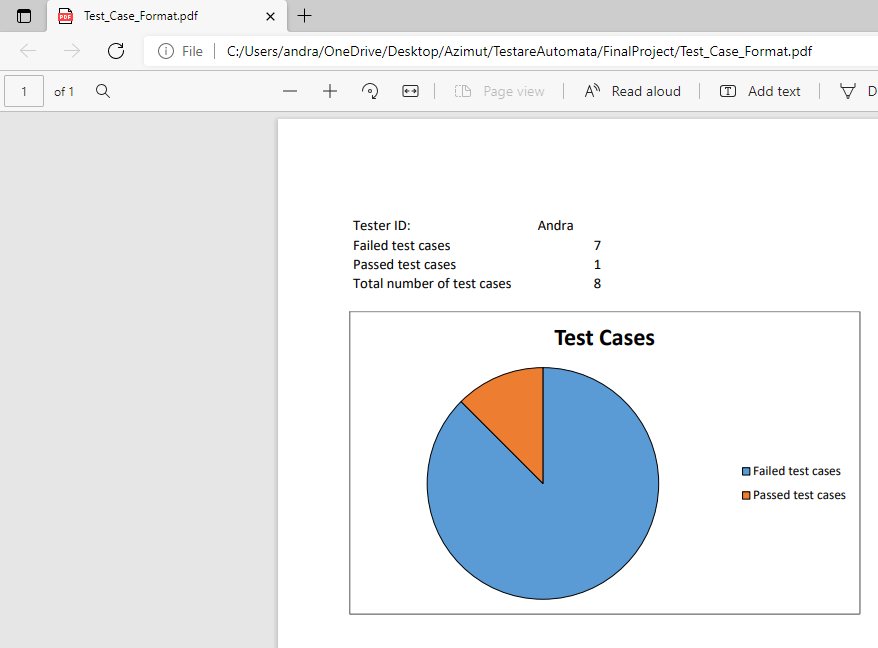 Test_Case_Format.pdf
File
C:/Users/andra/OneDrive/Desktop/Azimut/TestareAutomata/FinalProject/Test_Case_Format.pdf
1 of 1 Page view Read aloud Add text D
Tester ID: Andra
Failed test cases 7
Passed test cases 1
Total number of test cases 8
Test Cases
Failed test cases
Passed test cases